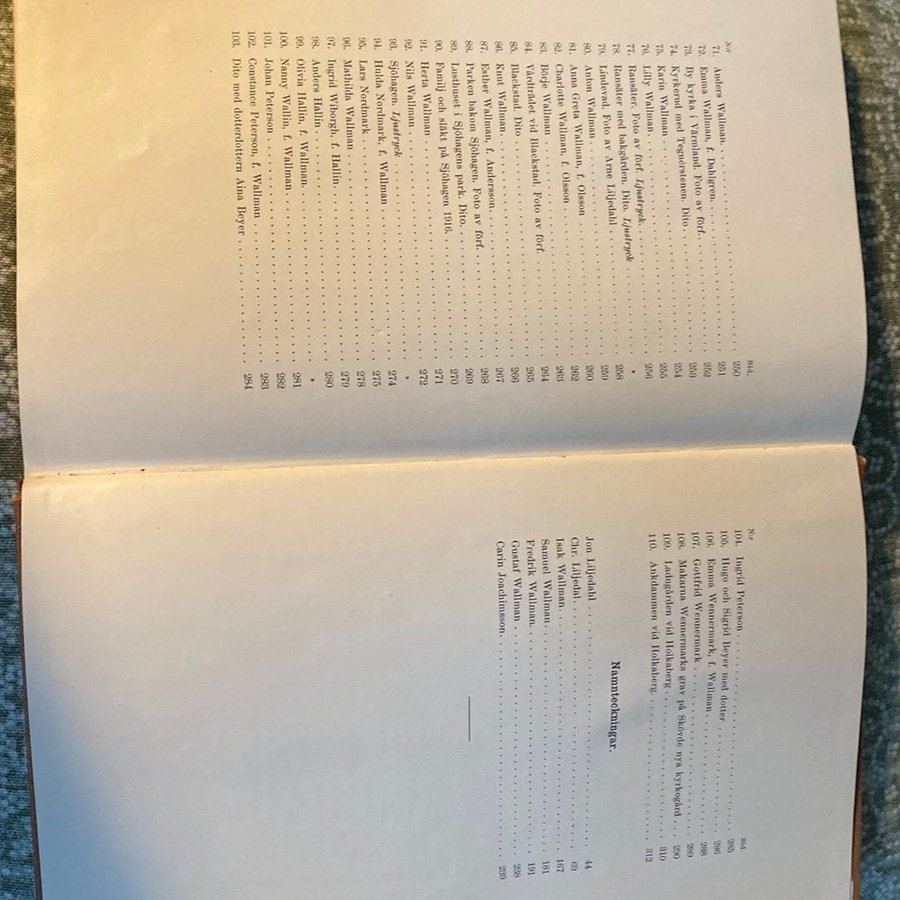 Nr Sid.
71. Anders Wallman. 250
72. Emma Wallman, f. Dahlgren. 251
73. By kyrka i Värmland. Foto av förf. 252
74. Kyrkerud med Tegnérstenen. Dito 253
75. Karin Wallman 254
76. Lilly Wallman. 255
77. Ransäter. Foto av förf. Ljustryck 256
78. Ransäter med bakgården. Dito. Ljustryck »
79. Lindevad. Foto av Arne Liljedahl 258
80. Anton Wallman 259
81. Anna Greta Wallman, f. Olsson 260
82. Charlotte Wallman, f. Olsson 262
83. Börje Wallman 263
84. Vårdträdet vid Blackstad. Foto av förf. 264
85. Blackstad. Dito 265
86. Knut Wallman. 266
87. Esther Wallman, f. Andersson. 267
88. Parken bakom Sjöhagen. Foto av förf. 268
89. Lusthuset i Sjöhagens park. Dito. 269
90. Familj och släkt på Sjöhagen 1916. 270
91. Herta Wallman 271
92. Nils Wallman 272
93. Sjöhagen. Ljustryck »
94. Hulda Nordmark, f. Wallman 274
95. Lars Nordmark 275
96. Mathilda Wallman 278
97. Ingrid Wiborgh, f. Hallin. 279
98. Anders Hallin 280
99. Olivia Hallin, f. Wallman. »
100. Nanny Wallin, f. Wallman. 281
101. Johan Peterson. 282
102. Constance Peterson, f. Wallman 283
103. Dito med dotterdottern Aina Beyer 284
Nr Sid.
104. Ingrid Peterson 285
105. Hugo och Sigrid Beyer med dotter 286
106. Emma Wennermark, f. Wallman 288
107. Gottfrid Wennermark 289
108. Makarna Wennermarks grav på Skövde nya kyrkogård 290
109. Ladugården vid Holkaberg 310
110. Ankdammen vid Holkaberg. 312
Namnteckningar.
Jon Liljedahl 44
Chr. Liljedal. 69
Isak Wallman. 167
Samuel Wallman. 181
Fredrik Wallman. 191
Gustaf Wallman 238
Carin Joachimsson. 239